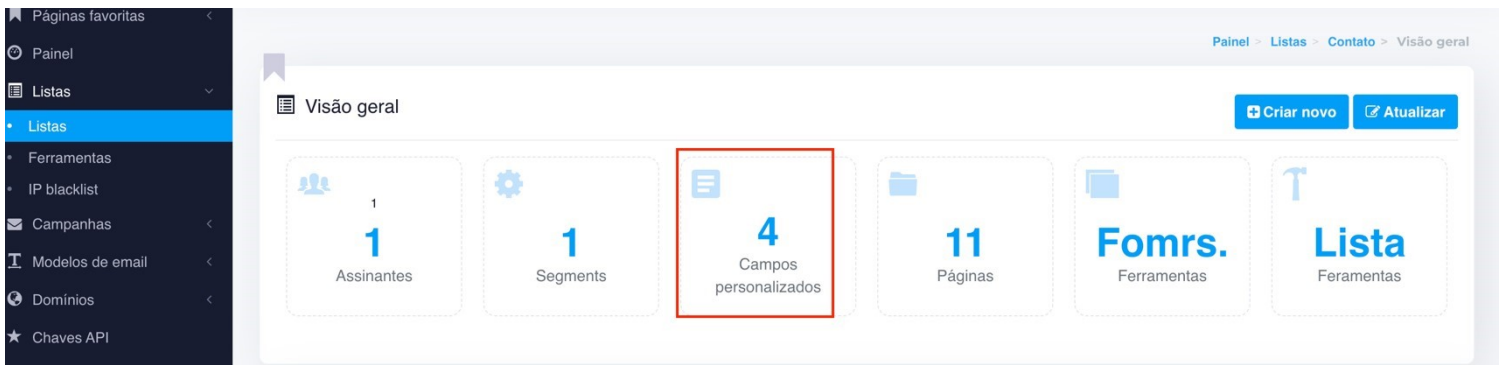 Páginas favoritas
Painel
Listas
Listas
Ferramentas
IP blacklist
Campanhas
Modelos de email
Domínios
Chaves API
Painel > Listas > Contato > Visão geral
Visão geral
Criar novo
Atualizar
1
1
Assinantes
1
Segments
4
Campos
personalizados
11
Páginas
Fomrs.
Ferramentas
Lista
Feramentas